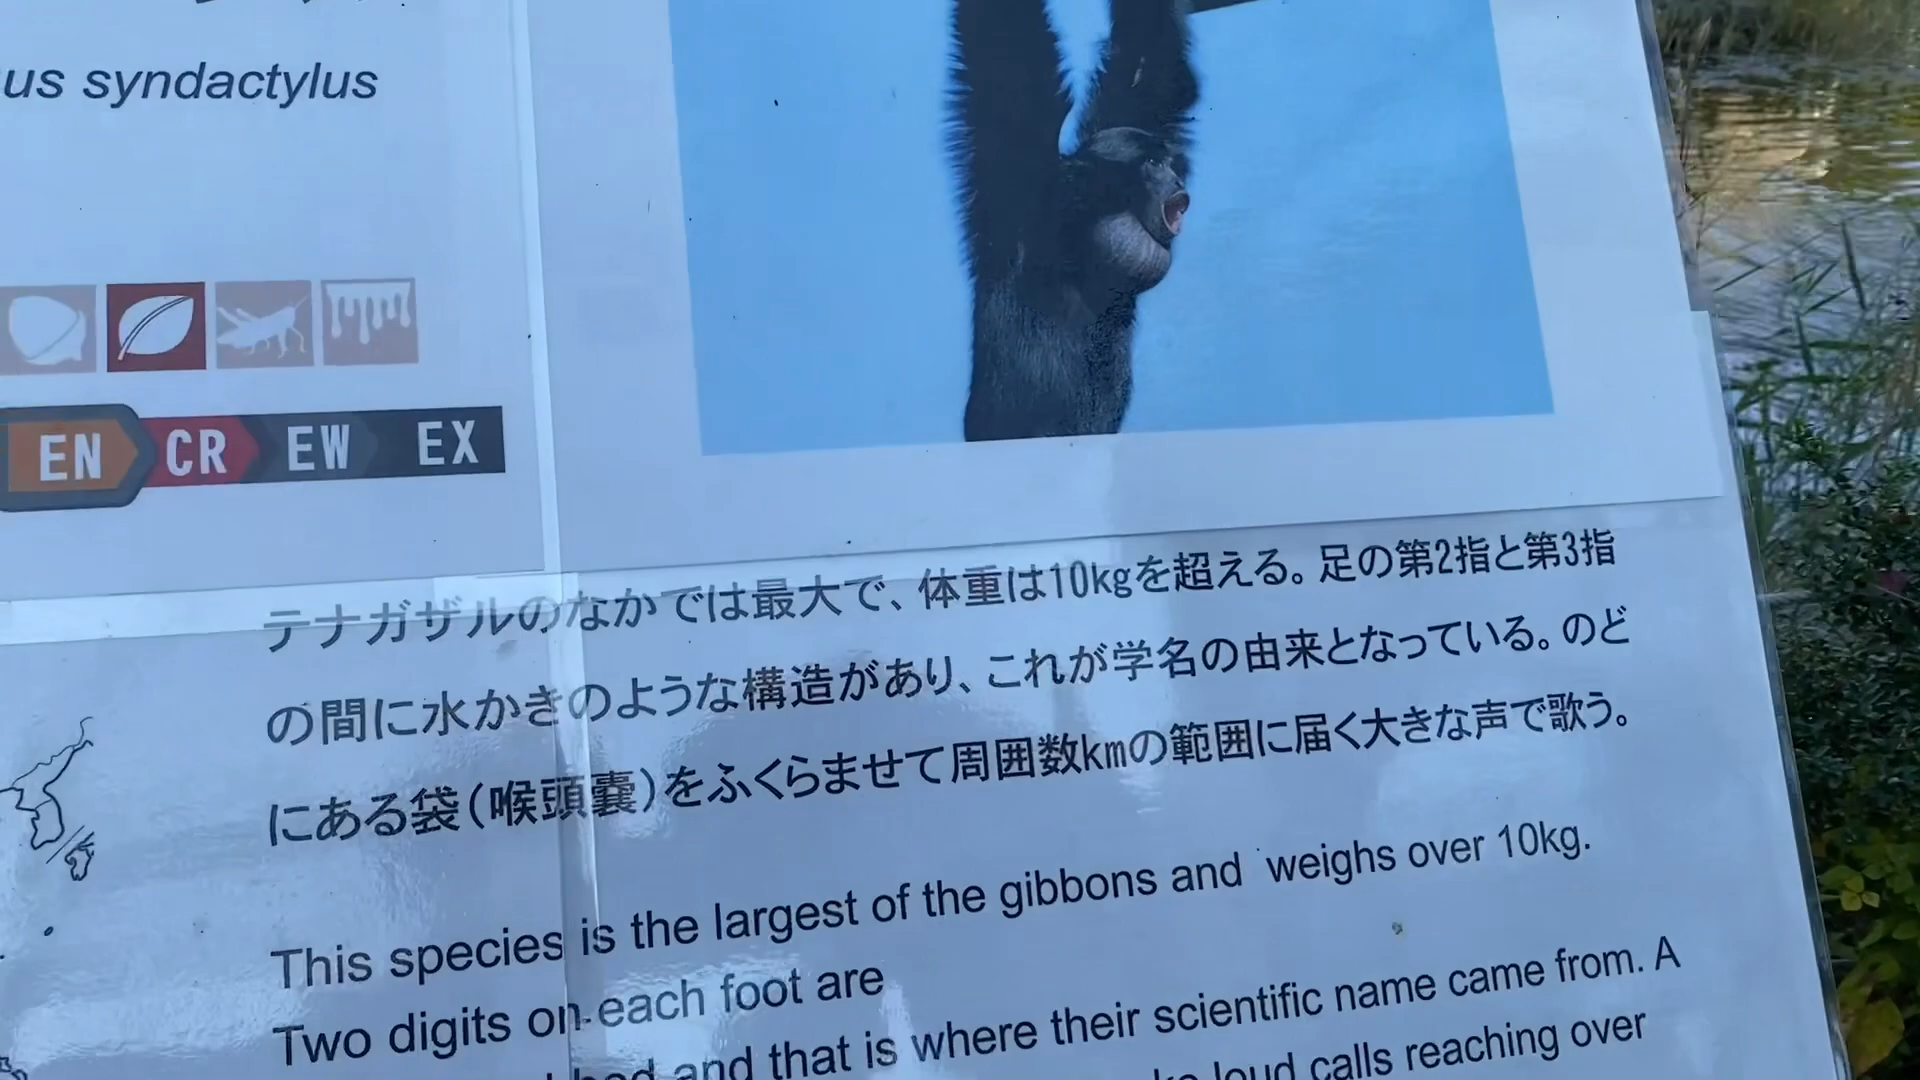 syndactylus
EN CR EW EX
テナガザルのなかでは最大で、体重は10kgを超える。足の第2指と第3指
の間に水かきのような構造があり、これが学名の由来となっている。のど
にある袋(喉頭嚢)をふくらませて周囲数kmの範囲に届く大きな声で歌う。
This species is the largest of the gibbons and weighs over 10kg.
Two digits on each foot are
and that is where their scientific name came from. A
loud calls reaching over